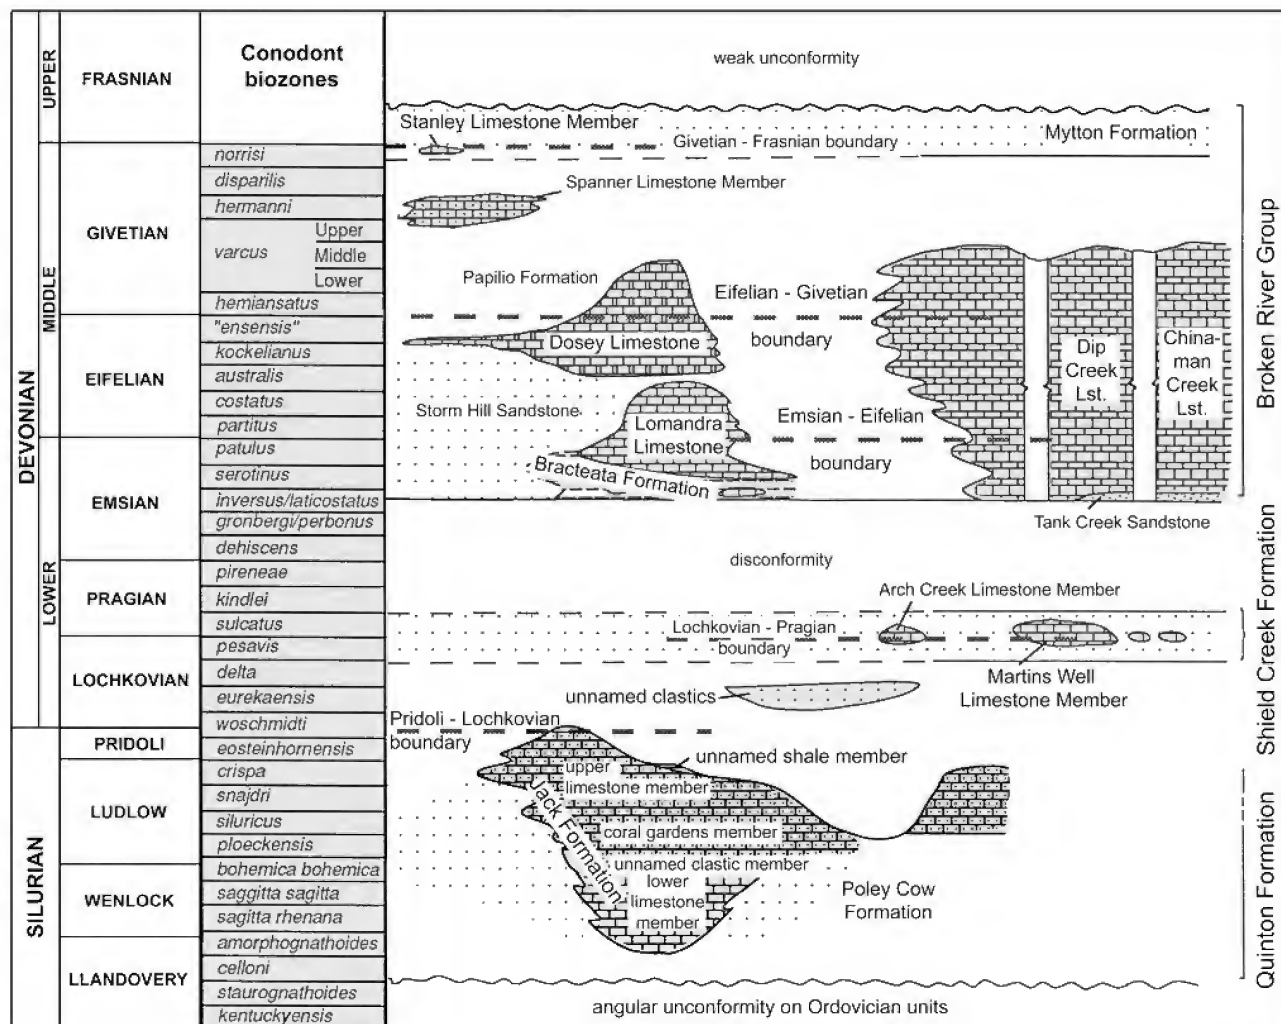 UPPER
MIDDLE
LOWER
DEVONIAN
SILURIAN
FRASNIAN
GIVETIAN
EIFELIAN
EMSIAN
PRAGIAN
LOCHKOVIAN
PRIDOLI
LUDLOW
WENLOCK
LLANDOVERY
Conodont
biozones
norrisi
disparilis
hermanni
varcus
Upper
Middle
Lower
hemiansatus
"ensensis"
kockelianus
australis
costatus
partitus
patulus
serotinus
inversus/laticostatus
gronbergi/perbonus
dehiscens
pireneae
kindlei
sulcatus
pesavis
delta
eurekaensis
woschmidti
eosteinhornensis
crispa
snajdri
siluricus
ploeckensis
bohemica bohemica
saggitta sagitta
sagitta rhenana
amorphognathoides
celloni
staurognathoides
kentuckyensis
weak unconformity
Stanley Limestone Member
Mytton Formation
Givetian - Frasnian boundary
Spanner Limestone Member
Papilio Formation
Eifelian - Givetian
boundary
Dosey Limestone
Dip
Creek
Lst.
China-
man
Creek
Lst.
Storm Hill Sandstone
Lomandra
Limestone
Emsian - Eifelian
boundary
Bracteata Formation
Tank Creek Sandstone
disconformity
Arch Creek Limestone Member
Lochkovian - Pragian
boundary
Martins Well
Limestone Member
unnamed clastics
Pridoli - Lochkovian
boundary
unnamed shale member
upper
limestone member
Jack Formation
coral gardens member
unnamed clastic member
lower
limestone
member
Poley Cow
Formation
angular unconformity on Ordovician units
Broken River Group
Shield Creek Formation
Quinton Formation